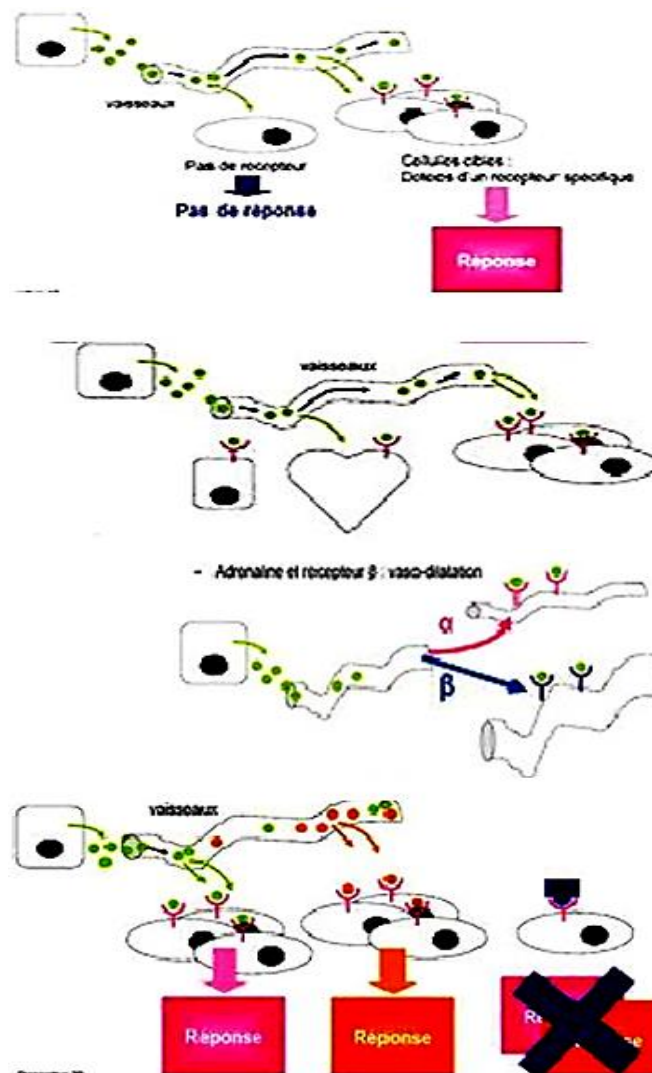 vaisseaux
Pas de récepteur
Pas de réponse
Cellules cibles :
Dotées d'un récepteur spécifique
Réponse
vaisseaux
- Adrénaline et récepteur β : vaso-dilatation
α
β
vaisseaux
Réponse
Réponse